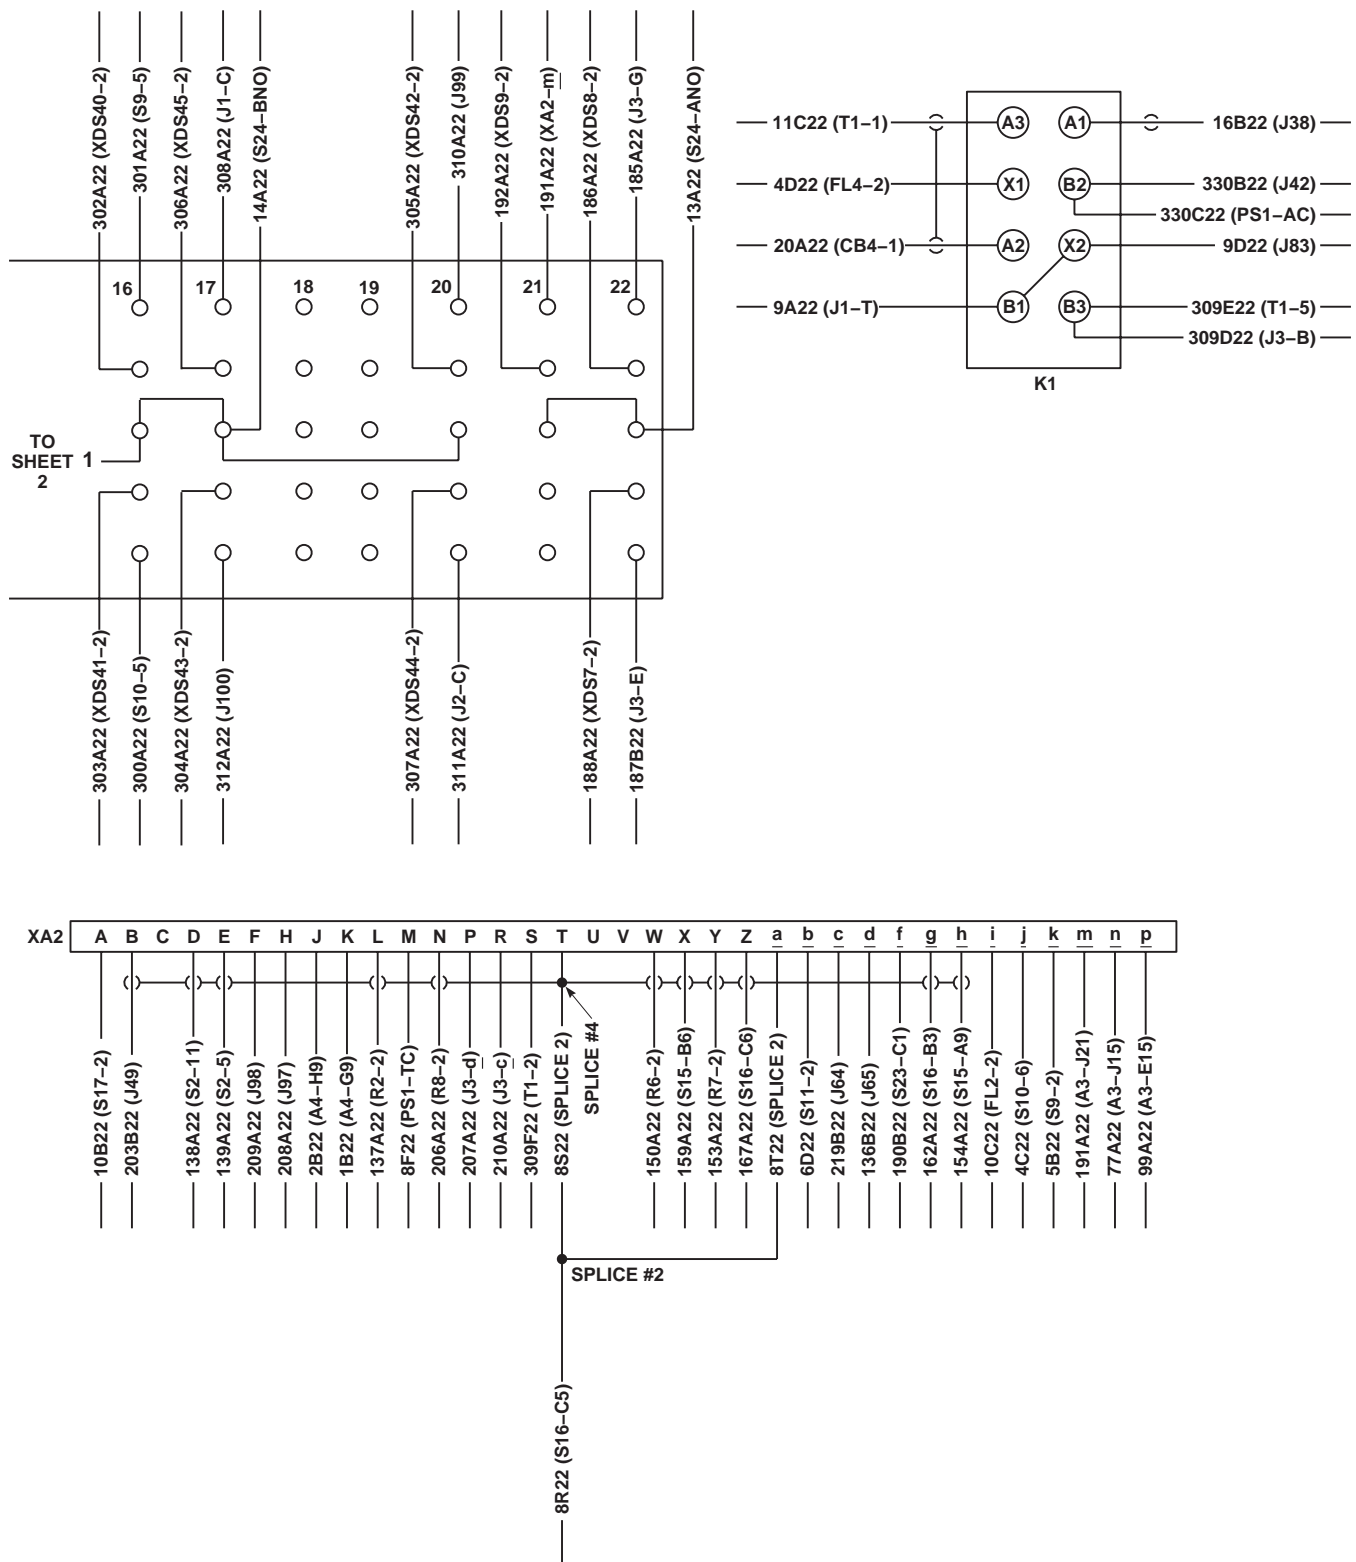 302A22 (XDS40–2)
301A22 (S9–5)
306A22 (XDS45–2)
308A22 (J1–C)
14A22 (S24–BNO)
305A22 (XDS42–2)
310A22 (J99)
192A22 (XDS9–2)
191A22 (XA2–m)
186A22 (XDS8–2)
185A22 (J3–G)
13A22 (S24–ANO)
16 17 18 19 20 21 22
TO
SHEET 1
2
303A22 (XDS41–2)
300A22 (S10–5)
304A22 (XDS43–2)
312A22 (J100)
307A22 (XDS44–2)
311A22 (J2–C)
188A22 (XDS7–2)
187B22 (J3–E)
11C22 (T1–1) A3 A1 16B22 (J38)
4D22 (FL4–2) X1 B2 330B22 (J42)
330C22 (PS1–AC)
20A22 (CB4–1) A2 X2 9D22 (J83)
9A22 (J1–T) B1 B3 309E22 (T1–5)
309D22 (J3–B)
K1
XA2 A B C D E F H J K L M N P R S T U V W X Y Z a b c d f g h i j k m n p
10B22 (S17–2)
203B22 (J49)
138A22 (S2–11)
139A22 (S2–5)
209A22 (J98)
208A22 (J97)
2B22 (A4–H9)
1B22 (A4–G9)
137A22 (R2–2)
8F22 (PS1–TC)
206A22 (R8–2)
207A22 (J3–d)
210A22 (J3–c)
309F22 (T1–2)
8S22 (SPLICE 2)
SPLICE #4
150A22 (R6–2)
159A22 (S15–B6)
153A22 (R7–2)
167A22 (S16–C6)
8T22 (SPLICE 2)
6D22 (S11–2)
219B22 (J64)
136B22 (J65)
190B22 (S23–C1)
162A22 (S16–B3)
154A22 (S15–A9)
10C22 (FL2–2)
4C22 (S10–6)
5B22 (S9–2)
191A22 (A3–J21)
77A22 (A3–J15)
99A22 (A3–E15)
SPLICE #2
8R22 (S16–C5)